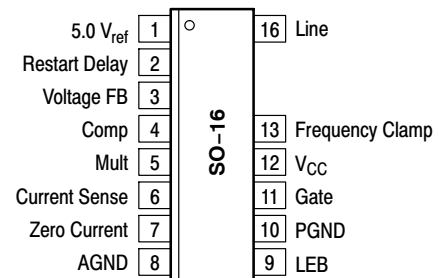 5.0 Vref 1
Restart Delay 2
Voltage FB 3
Comp 4
Mult 5
Current Sense 6
Zero Current 7
AGND 8
SO-16
16 Line
13 Frequency Clamp
12 VCC
11 Gate
10 PGND
9 LEB